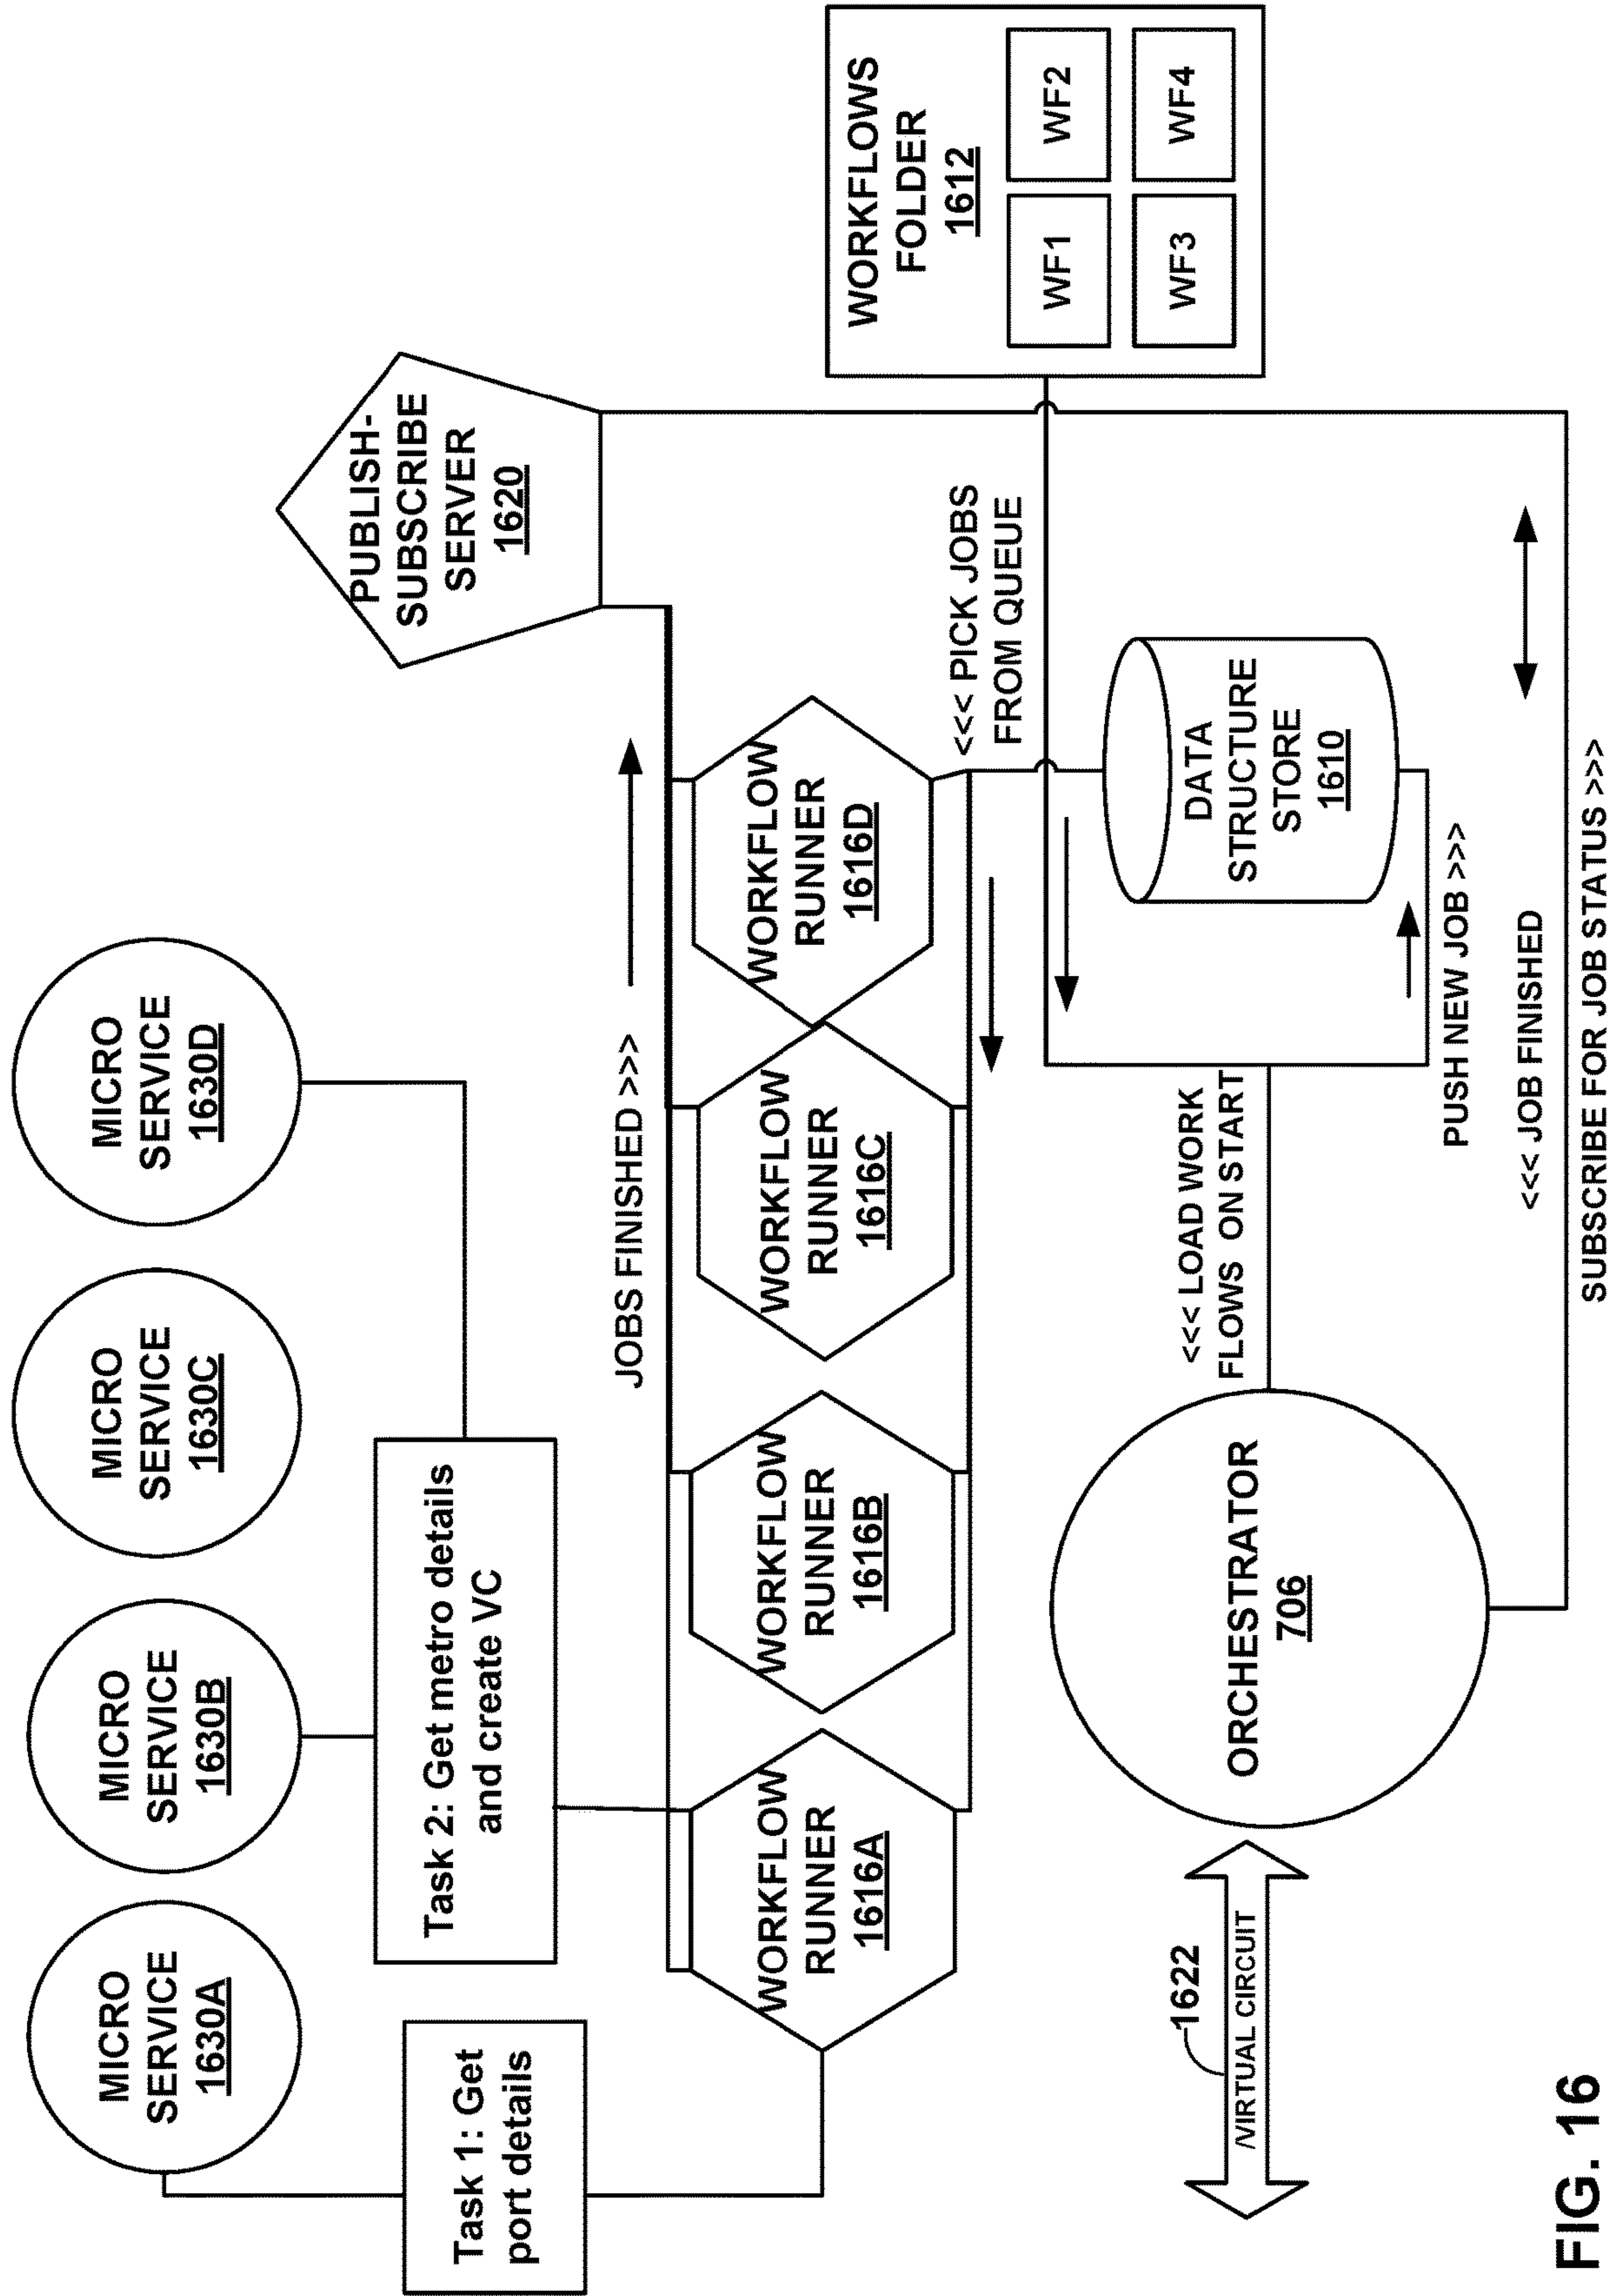 MICRO
SERVICE
1630A
MICRO
SERVICE
1630B
MICRO
SERVICE
1630C
MICRO
SERVICE
1630D
Task 1: Get
port details
Task 2: Get metro details
and create VC
PUBLISH-
SUBSCRIBE
SERVER
1620
JOBS FINISHED >>>
WORKFLOW
RUNNER
1616A
WORKFLOW
RUNNER
1616B
WORKFLOW
RUNNER
1616C
WORKFLOW
RUNNER
1616D
<<< PICK JOBS
FROM QUEUE
WORKFLOWS
FOLDER
1612
WF1
WF2
WF3
WF4
1622
/VIRTUAL CIRCUIT
ORCHESTRATOR
706
<<< LOAD WORK
FLOWS ON START
DATA
STRUCTURE
STORE
1610
PUSH NEW JOB >>>
<<< JOB FINISHED
SUBSCRIBE FOR JOB STATUS >>>
FIG. 16